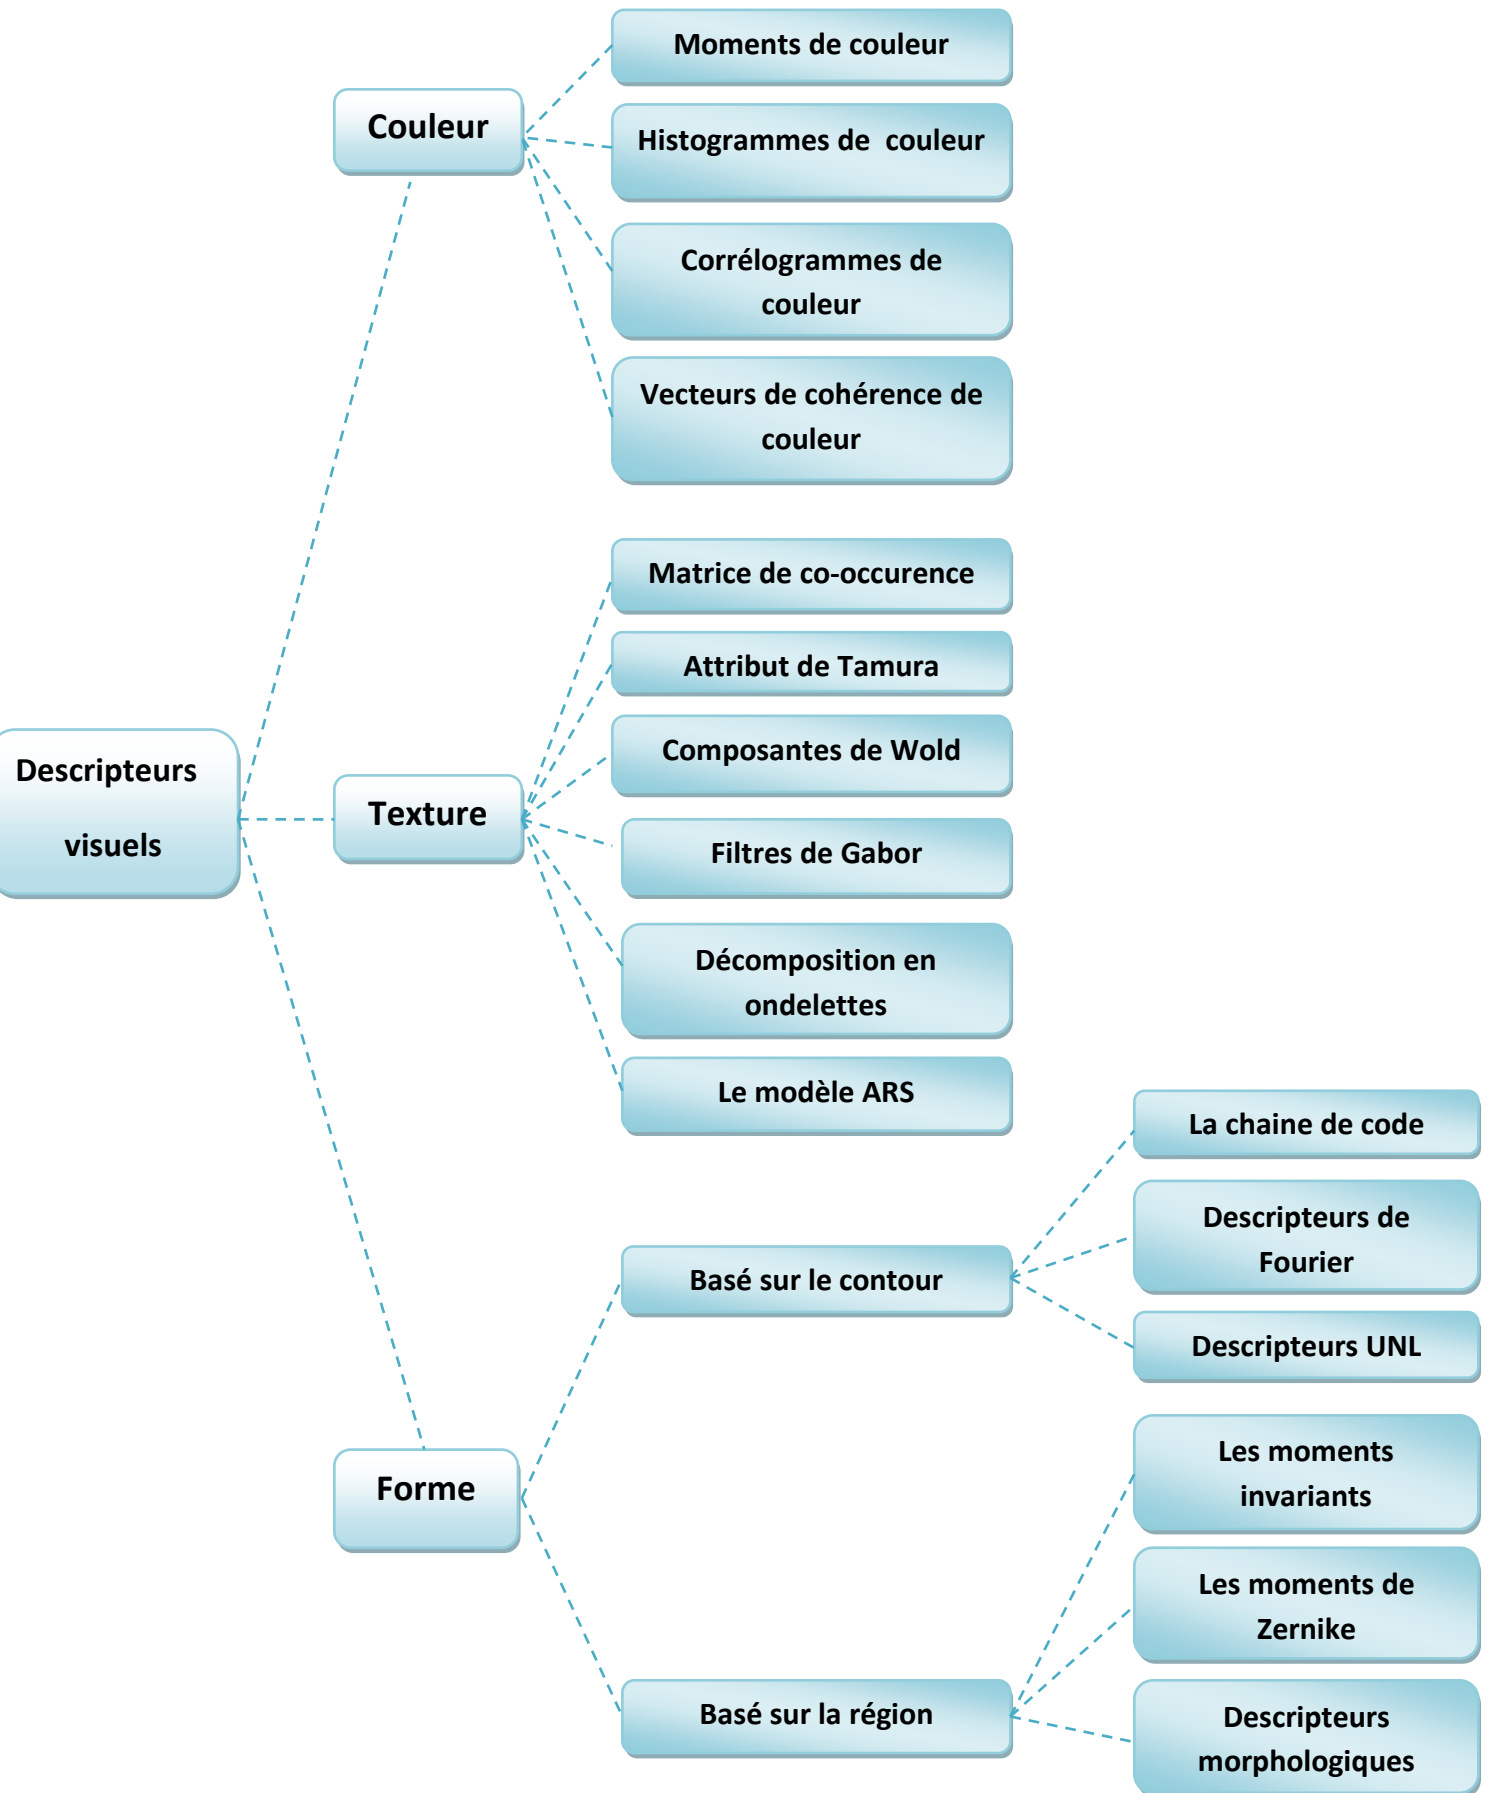 Moments de couleur
Couleur
Histogrammes de  couleur
Corrélogrammes de
couleur
Vecteurs de cohérence de
couleur
Matrice de co-occurence
Attribut de Tamura
Composantes de Wold
Descripteurs
visuels
Texture
Filtres de Gabor
Décomposition en
ondelettes
Le modèle ARS
La chaine de code
Descripteurs de
Fourier
Basé sur le contour
Descripteurs UNL
Les moments
invariants
Forme
Les moments de
Zernike
Basé sur la région
Descripteurs
morphologiques